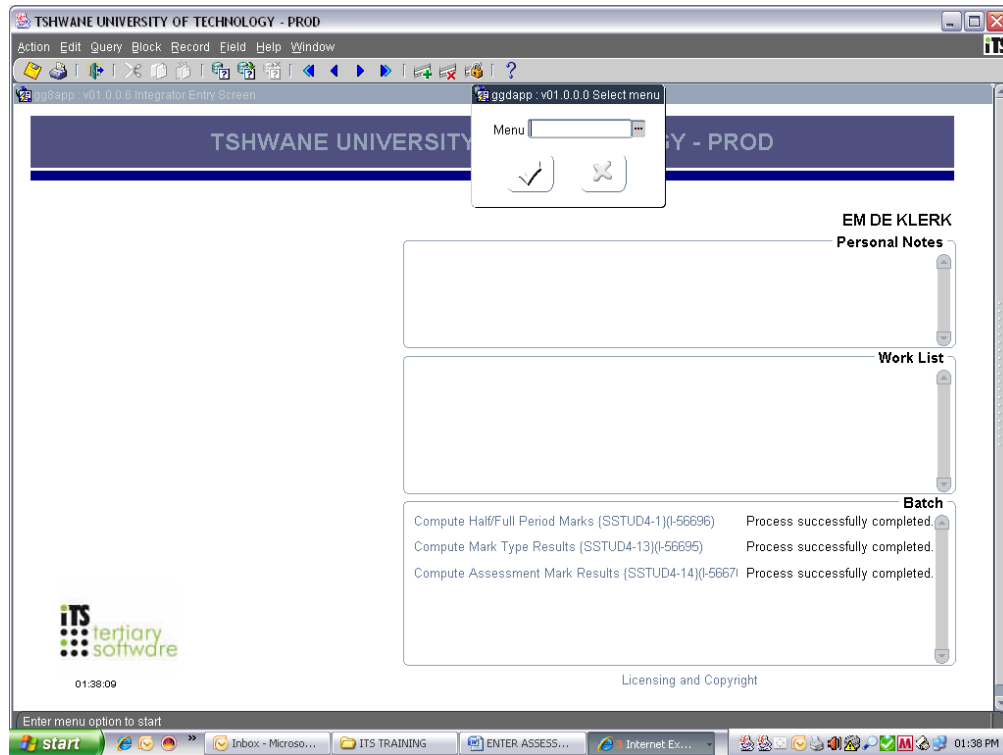 TSHWANE UNIVERSITY OF TECHNOLOGY - PROD
Action Edit Query Block Record Field Help Window
iTS
gg8app : v01.0.0.6 Integrator Entry Screen
ggdapp : v01.0.0.0 Select menu
Menu
TSHWANE UNIVERSITY
Y - PROD
EM DE KLERK
Personal Notes
Work List
Batch
Compute Half/Full Period Marks {SSTUD4-1}(I-56696) Process successfully completed.
Compute Mark Type Results {SSTUD4-13}(I-56695) Process successfully completed.
Compute Assessment Mark Results {SSTUD4-14}(I-5667 Process successfully completed.
iTS
tertiary
software
01:38:09
Licensing and Copyright
Enter menu option to start
start
Inbox - Microso...
ITS TRAINING
ENTER ASSESS...
3 Internet Ex...
01:38 PM